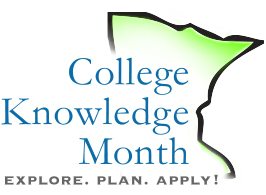 College
Knowledge
Month
EXPLORE. PLAN. APPLY!